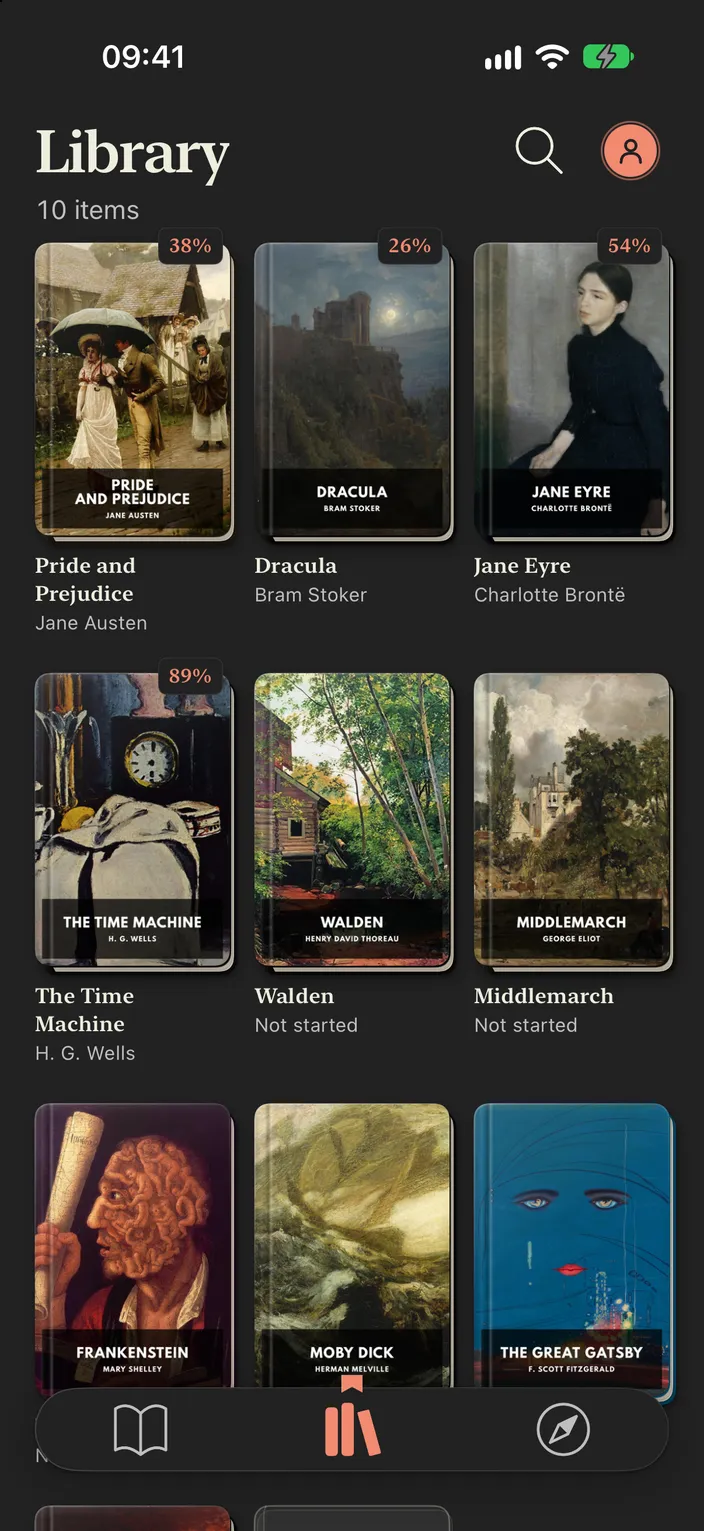 09:41
Library
10 items
38%
26%
54%
PRIDE
AND PREJUDICE
JANE AUSTEN
DRACULA
BRAM STOKER
JANE EYRE
CHARLOTTE BRONTË
Pride and
Prejudice
Jane Austen
Dracula
Bram Stoker
Jane Eyre
Charlotte Brontë
89%
THE TIME MACHINE
H. G. WELLS
WALDEN
HENRY DAVID THOREAU
MIDDLEMARCH
GEORGE ELIOT
The Time
Machine
H. G. Wells
Walden
Not started
Middlemarch
Not started
FRANKENSTEIN
MARY SHELLEY
MOBY DICK
HERMAN MELVILLE
THE GREAT GATSBY
F. SCOTT FITZGERALD